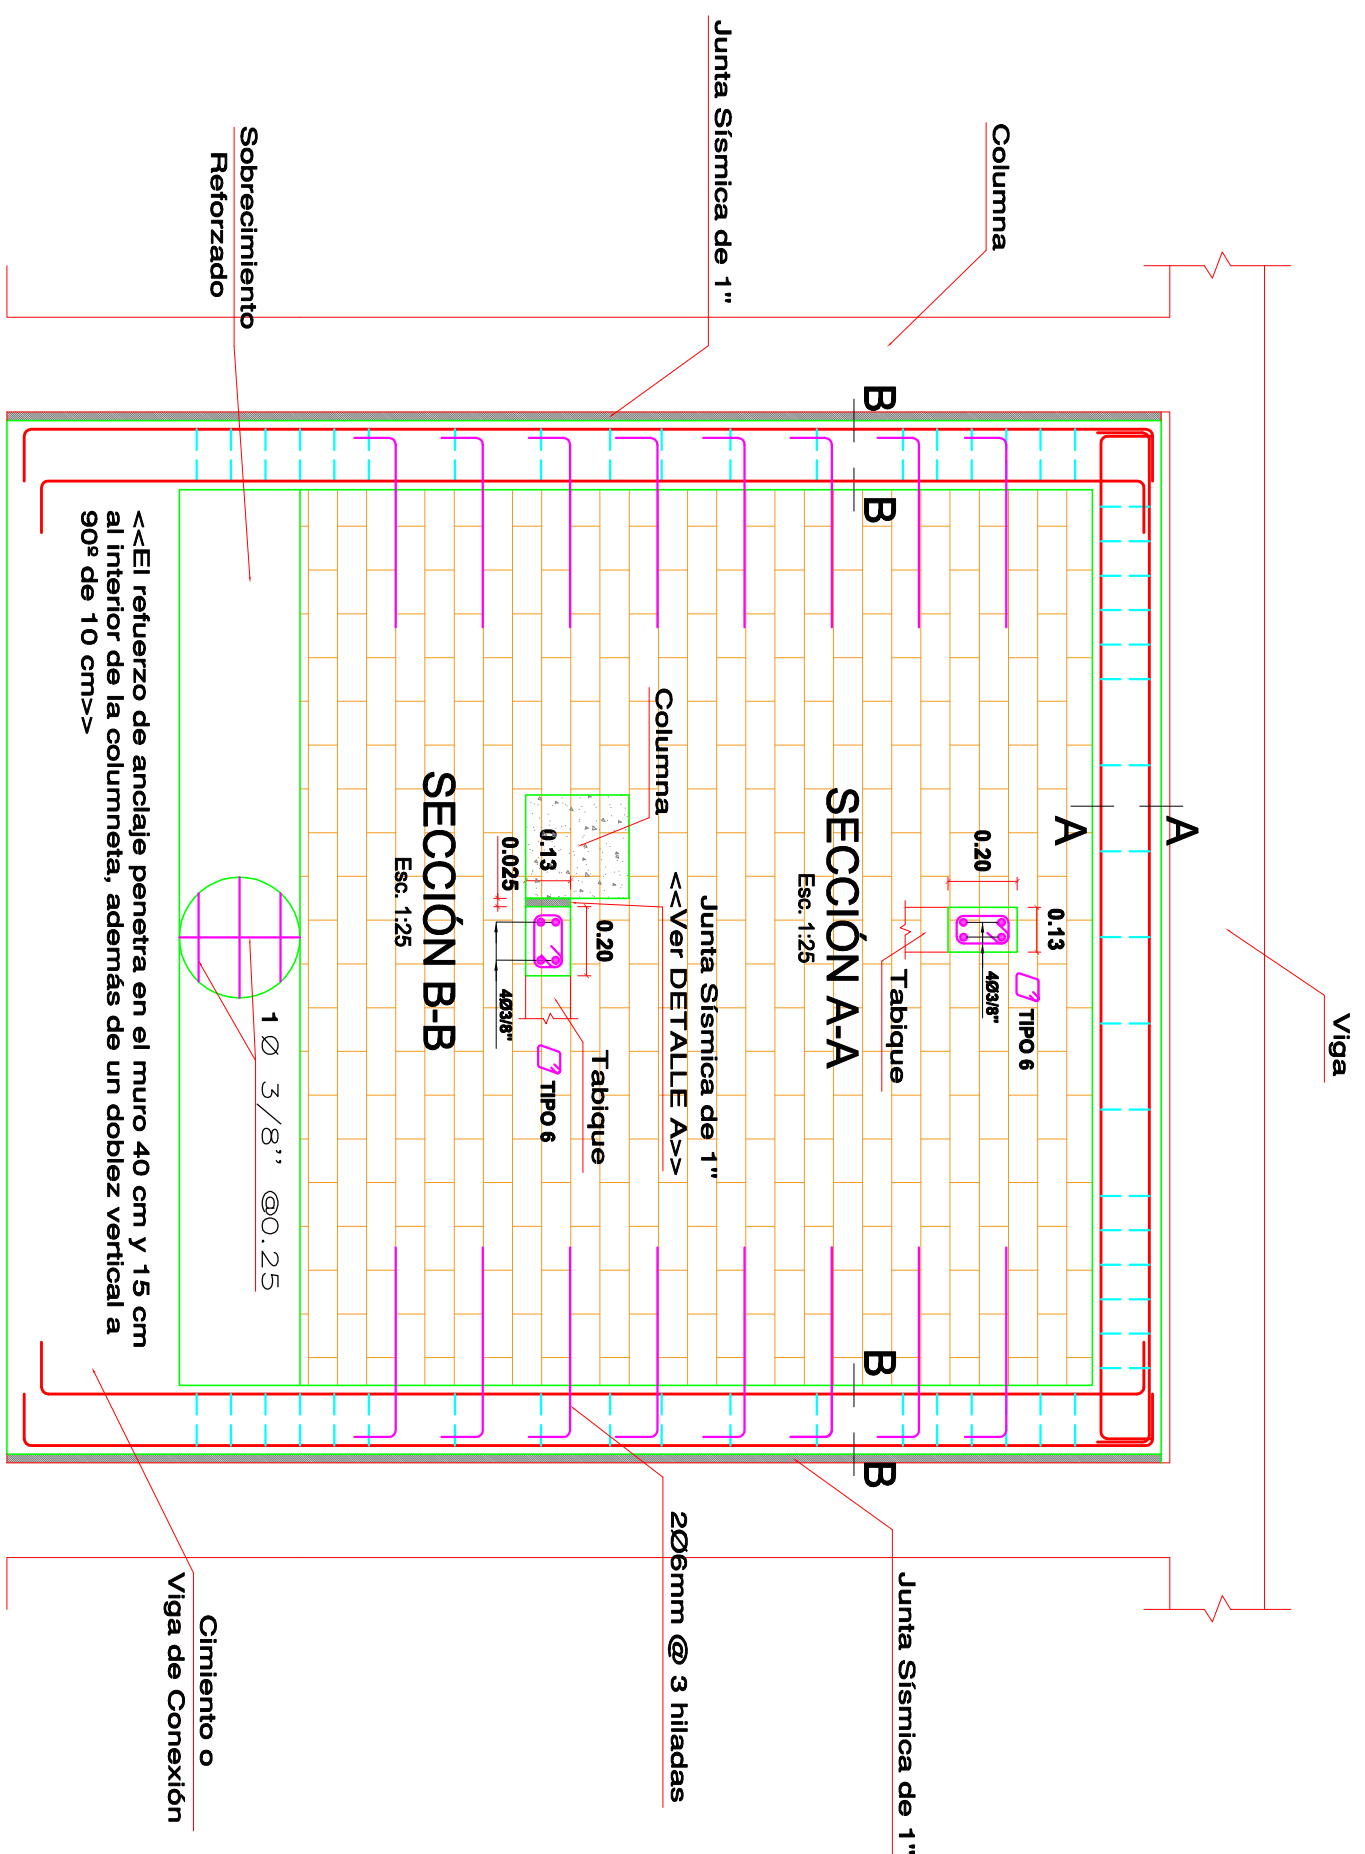 Viga
Columna
A
A
0.20
0.13
TIPO 6
4Ø3/8"
Tabique
SECCIÓN A-A
Esc. 1:25
B
B
B
B
Junta Sísmica de 1"
Junta Sísmica de 1"
Junta Sísmica de 1"
<<Ver DETALLE A>>
Columna
0.20
0.13
0.025
4Ø3/8"
Tabique
TIPO 6
SECCIÓN B-B
Esc. 1:25
2Ø6mm @ 3 hiladas
Sobrecimiento
Reforzado
1Ø 3/8'' @0.25
<<El refuerzo de anclaje penetra en el muro 40 cm y 15 cm
al interior de la columneta, además de un doblez vertical a
90º de 10 cm>>
Cimiento o
Viga de Conexión